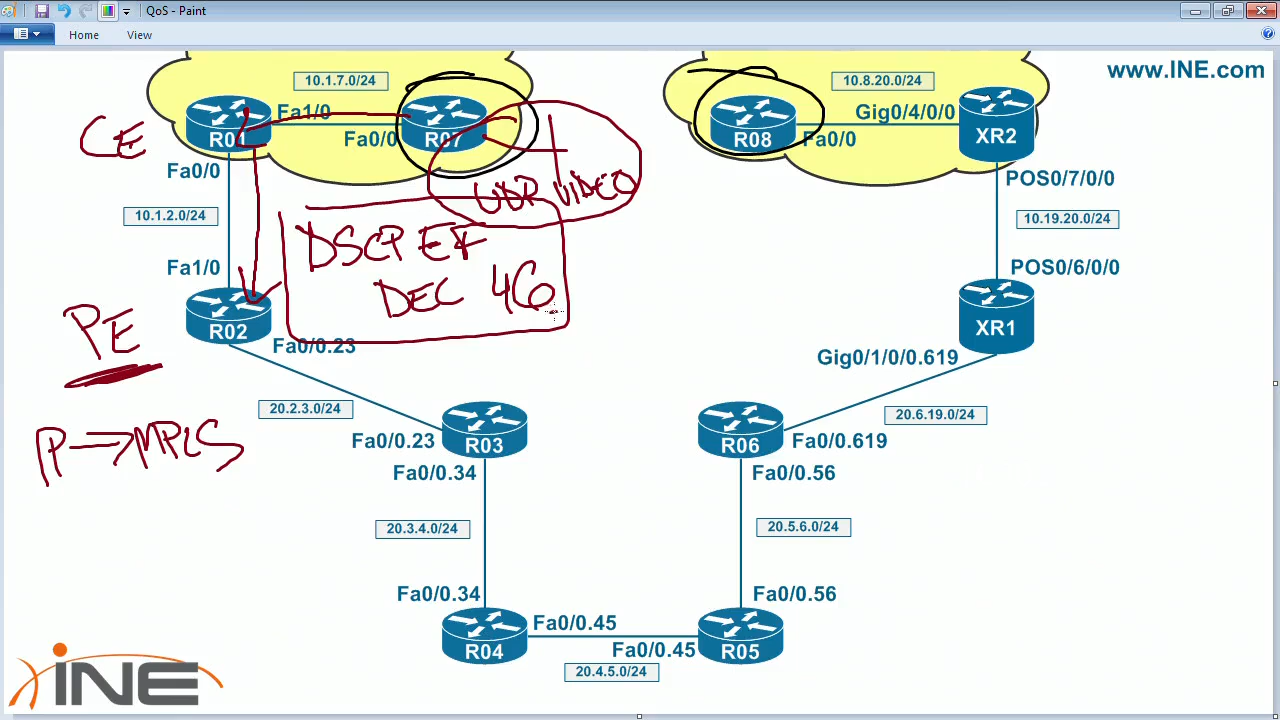 QoS - Paint
Home View
www.INE.com
10.1.7.0/24
10.8.20.0/24
Fa1/0
Gig0/4/0/0
CE
R01
Fa0/0
R07
R08
Fa0/0
XR2
Fa0/0
UDP VIDEO
POS0/7/0/0
10.1.2.0/24
10.19.20.0/24
DSCP EF
Fa1/0
POS0/6/0/0
DEC 46
PE
R02
XR1
Fa0/0.23
Gig0/1/0/0.619
20.2.3.0/24
20.6.19.0/24
P → MPLS
Fa0/0.23
R03
R06
Fa0/0.619
Fa0/0.34
Fa0/0.56
20.3.4.0/24
20.5.6.0/24
Fa0/0.34
Fa0/0.56
Fa0/0.45
R04
Fa0/0.45
R05
20.4.5.0/24
iNE